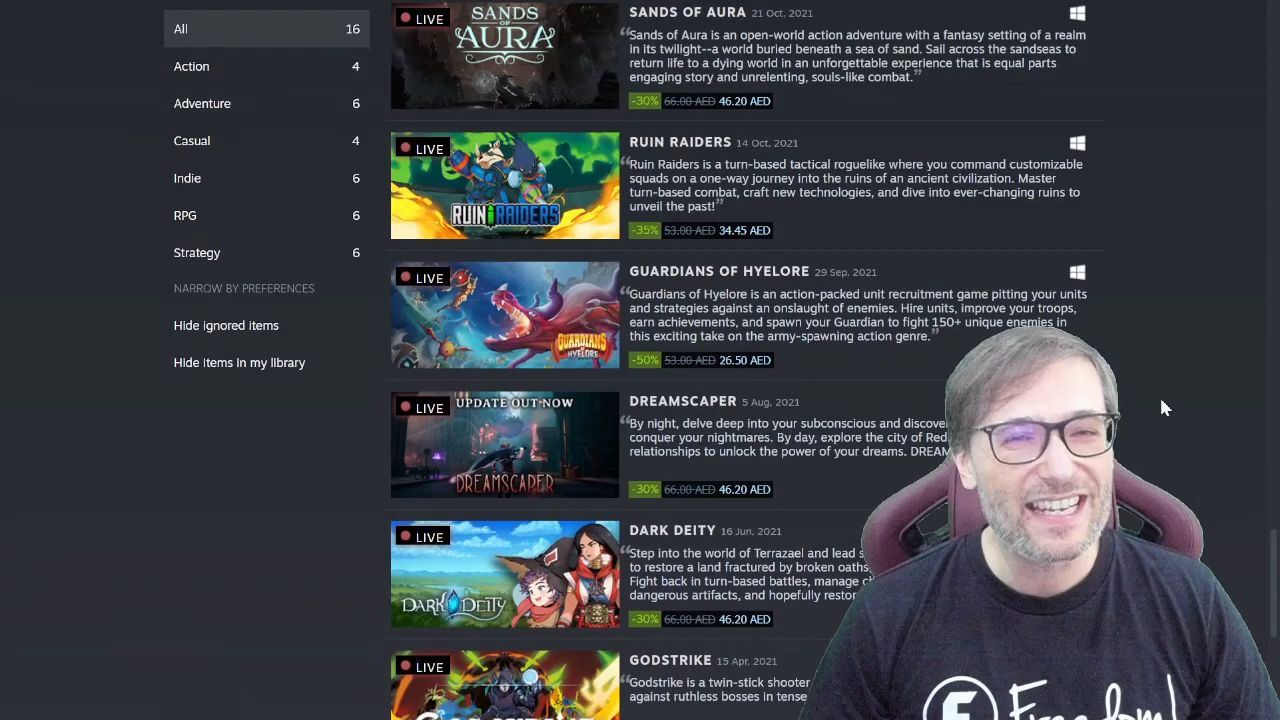 All 16
Action 4
Adventure 6
Casual 4
Indie 6
RPG 6
Strategy 6
NARROW BY PREFERENCES
Hide ignored items
Hide items in my library
LIVE
SANDS
OF
AURA
SANDS OF AURA 21 Oct, 2021
“Sands of Aura is an open-world action adventure with a fantasy setting of a realm
in its twilight--a world buried beneath a sea of sand. Sail across the sandseas to
return life to a dying world in an unforgettable experience that is equal parts
engaging story and unrelenting, souls-like combat.”
-30% 66.00 AED 46.20 AED
LIVE
RUIN RAIDERS
RUIN RAIDERS 14 Oct, 2021
“Ruin Raiders is a turn-based tactical roguelike where you command customizable
squads on a one-way journey into the ruins of an ancient civilization. Master
turn-based combat, craft new technologies, and dive into ever-changing ruins to
unveil the past!”
-35% 53.00 AED 34.45 AED
LIVE
GUARDIANS
OF
HYELORE
GUARDIANS OF HYELORE 29 Sep, 2021
“Guardians of Hyelore is an action-packed unit recruitment game pitting your units
and strategies against an onslaught of enemies. Hire units, improve your troops,
earn achievements, and spawn your Guardian to fight 150+ unique enemies in
this exciting take on the army-spawning action genre.”
-50% 53.00 AED 26.50 AED
LIVE
UPDATE OUT NOW
DREAMSCAPER
DREAMSCAPER 5 Aug, 2021
“By night, delve deep into your subconscious and discove
conquer your nightmares. By day, explore the city of Red
relationships to unlock the power of your dreams. DREAM
-30% 66.00 AED 46.20 AED
LIVE
DARK DEITY
DARK DEITY 16 Jun, 2021
“Step into the world of Terrazael and lead s
to restore a land fractured by broken oaths
Fight back in turn-based battles, manage c
dangerous artifacts, and hopefully restor
-30% 66.00 AED 46.20 AED
LIVE
GODSTRIKE 15 Apr, 2021
“Godstrike is a twin-stick shooter
against ruthless bosses in tense
F Freedom!